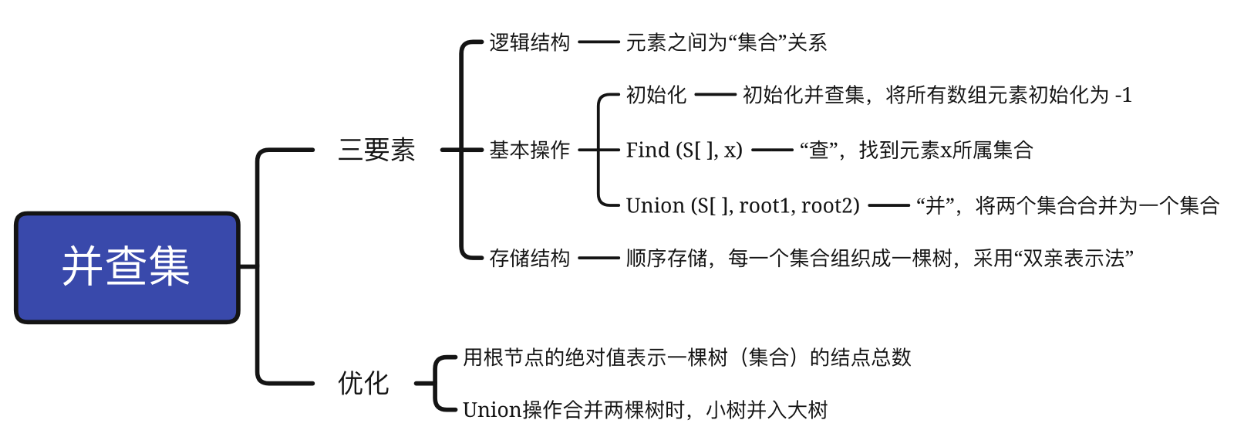 并查集
三要素
逻辑结构
元素之间为“集合”关系
基本操作
初始化
初始化并查集，将所有数组元素初始化为 -1
Find (S[ ], x)
“查”，找到元素x所属集合
Union (S[ ], root1, root2)
“并”，将两个集合合并为一个集合
存储结构
顺序存储，每一个集合组织成一棵树，采用“双亲表示法”
优化
用根节点的绝对值表示一棵树（集合）的结点总数
Union操作合并两棵树时，小树并入大树